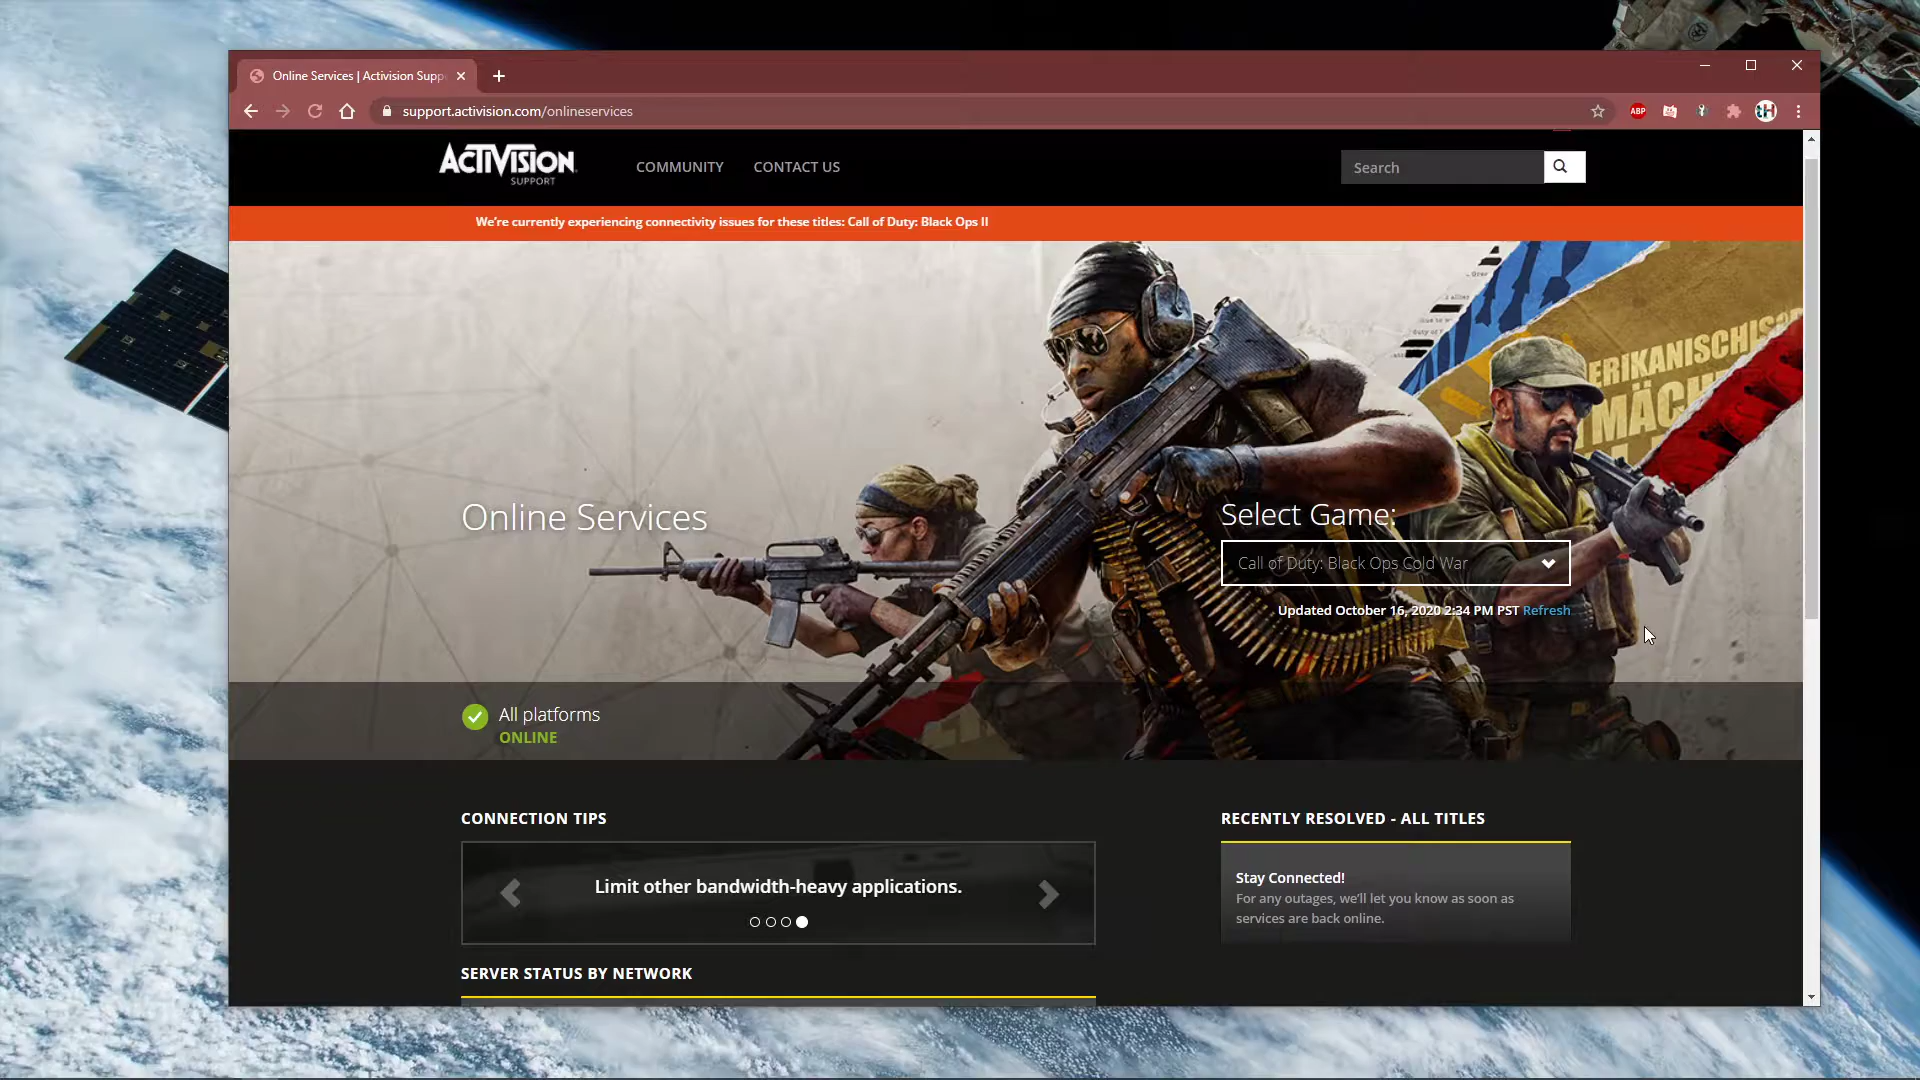 Online Services | Activision Supp
support.activision.com/onlineservices
ABP
ACTIVISION
SUPPORT
COMMUNITY
CONTACT US
Search
We're currently experiencing connectivity issues for these titles: Call of Duty: Black Ops II
ERIKANISCH
MÄC
Online Services
Select Game:
Call of Duty: Black Ops Cold War
Updated October 16, 2020 2:34 PM PST Refresh
All platforms
ONLINE
CONNECTION TIPS
Limit other bandwidth-heavy applications.
RECENTLY RESOLVED - ALL TITLES
Stay Connected!
For any outages, we'll let you know as soon as
services are back online.
SERVER STATUS BY NETWORK